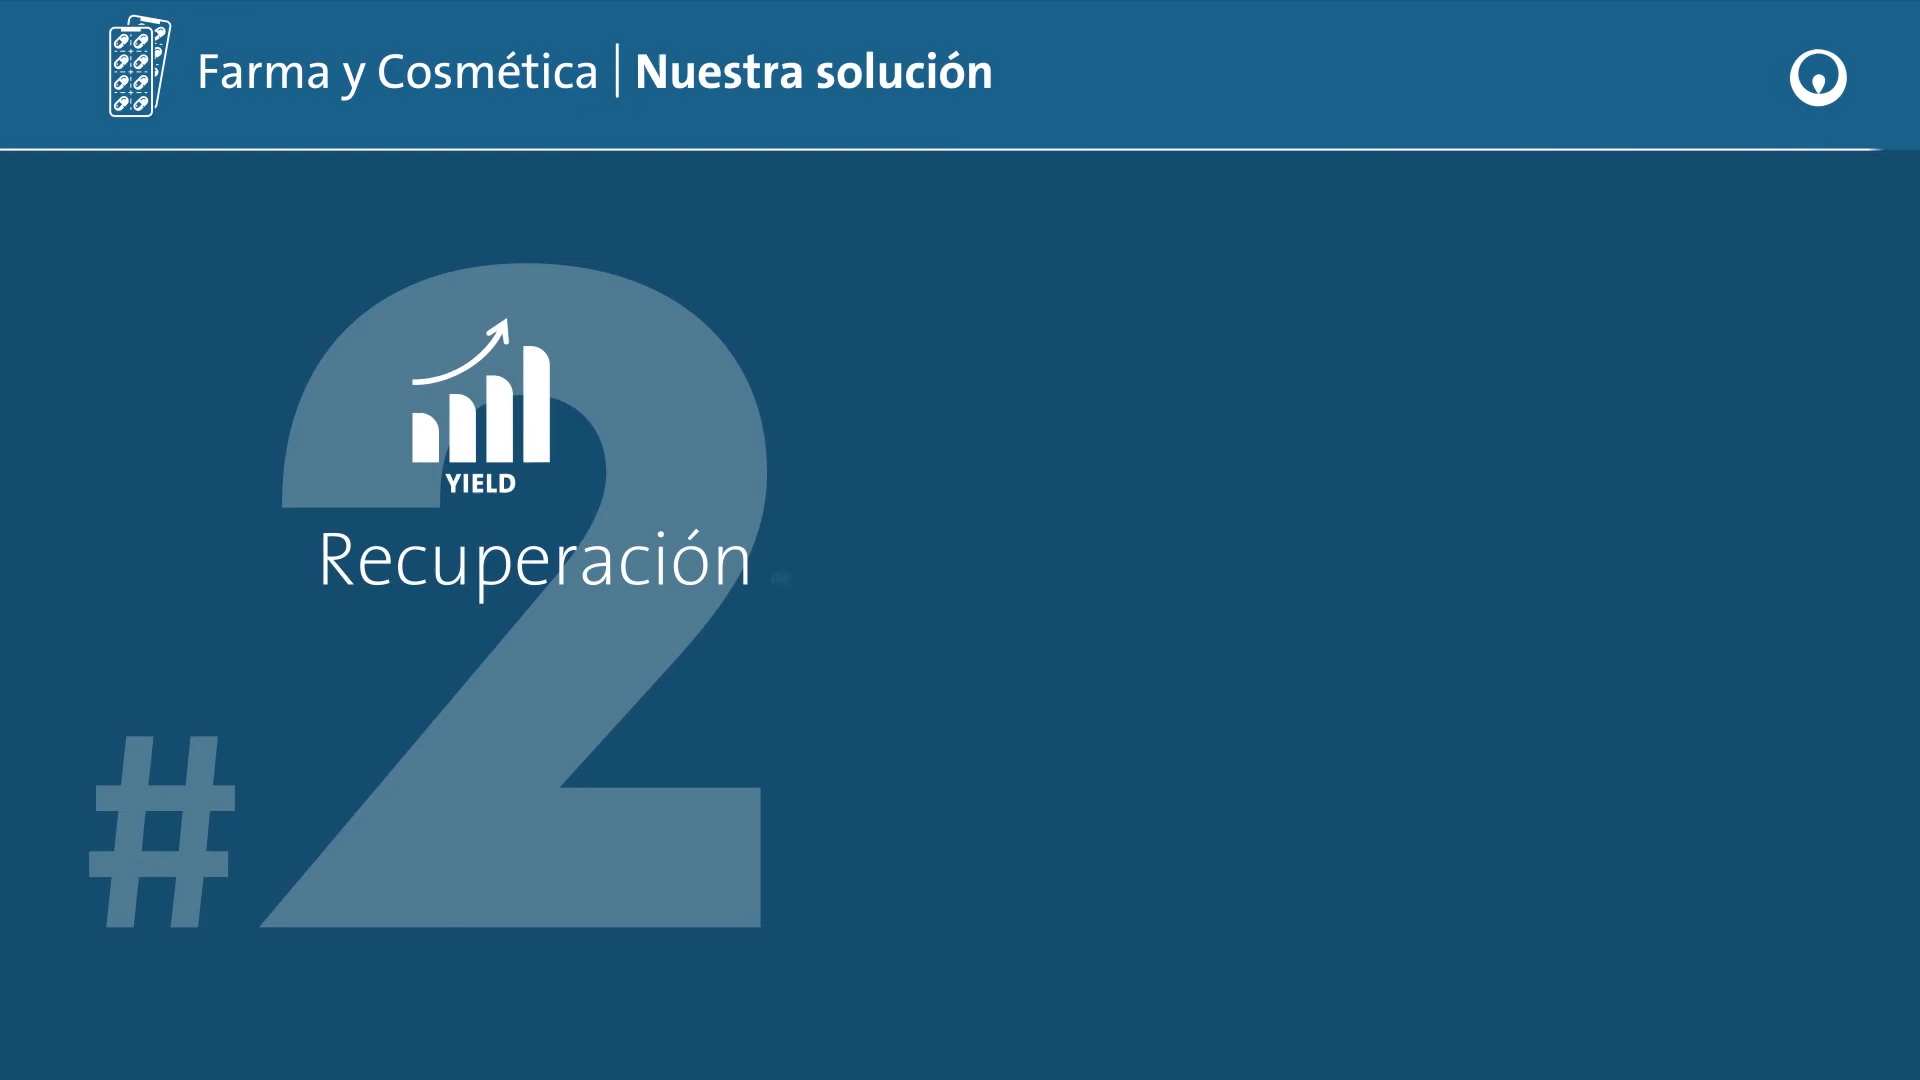 Farma y Cosmética | Nuestra solución
YIELD
Recuperación
#2